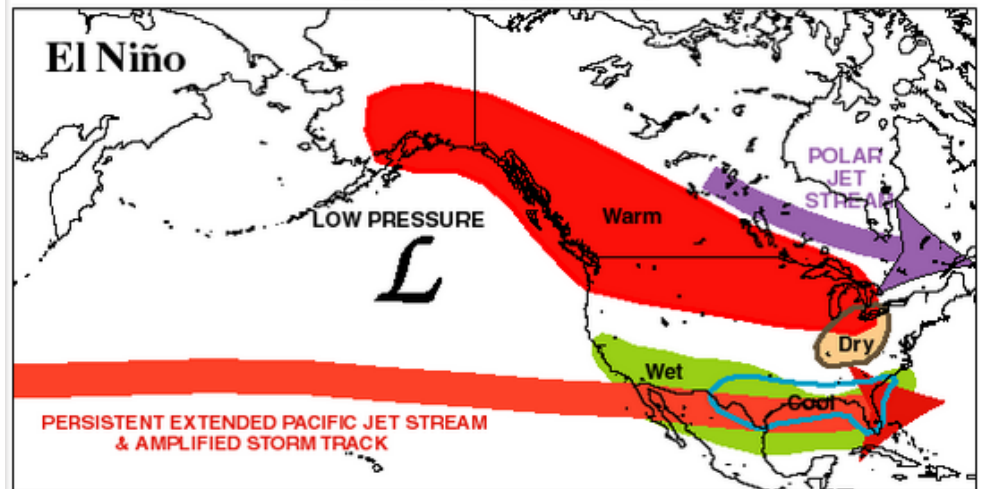 El Niño
POLAR
JET
STREAM
LOW PRESSURE
L
Warm
Dry
Wet
Cool
PERSISTENT EXTENDED PACIFIC JET STREAM
& AMPLIFIED STORM TRACK